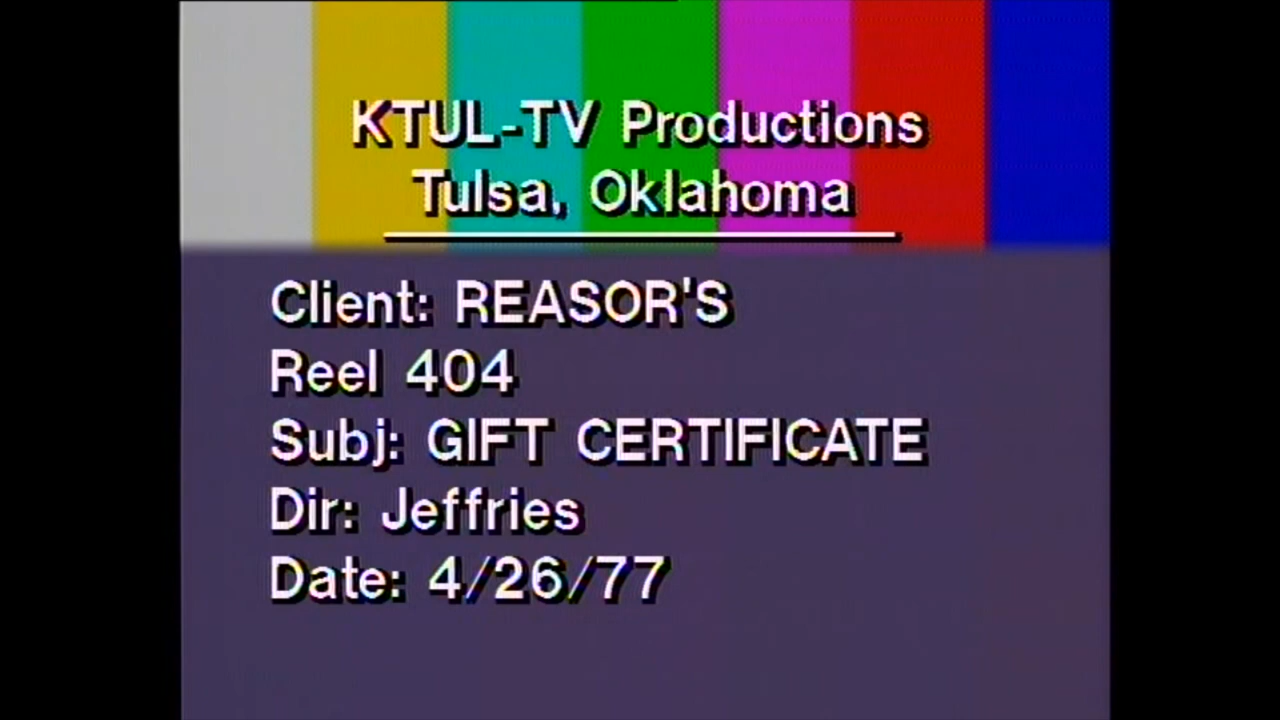 KTUL-TV Productions
Tulsa, Oklahoma
Client: REASOR'S
Reel 404
Subj: GIFT CERTIFICATE
Dir: Jeffries
Date: 4/26/77